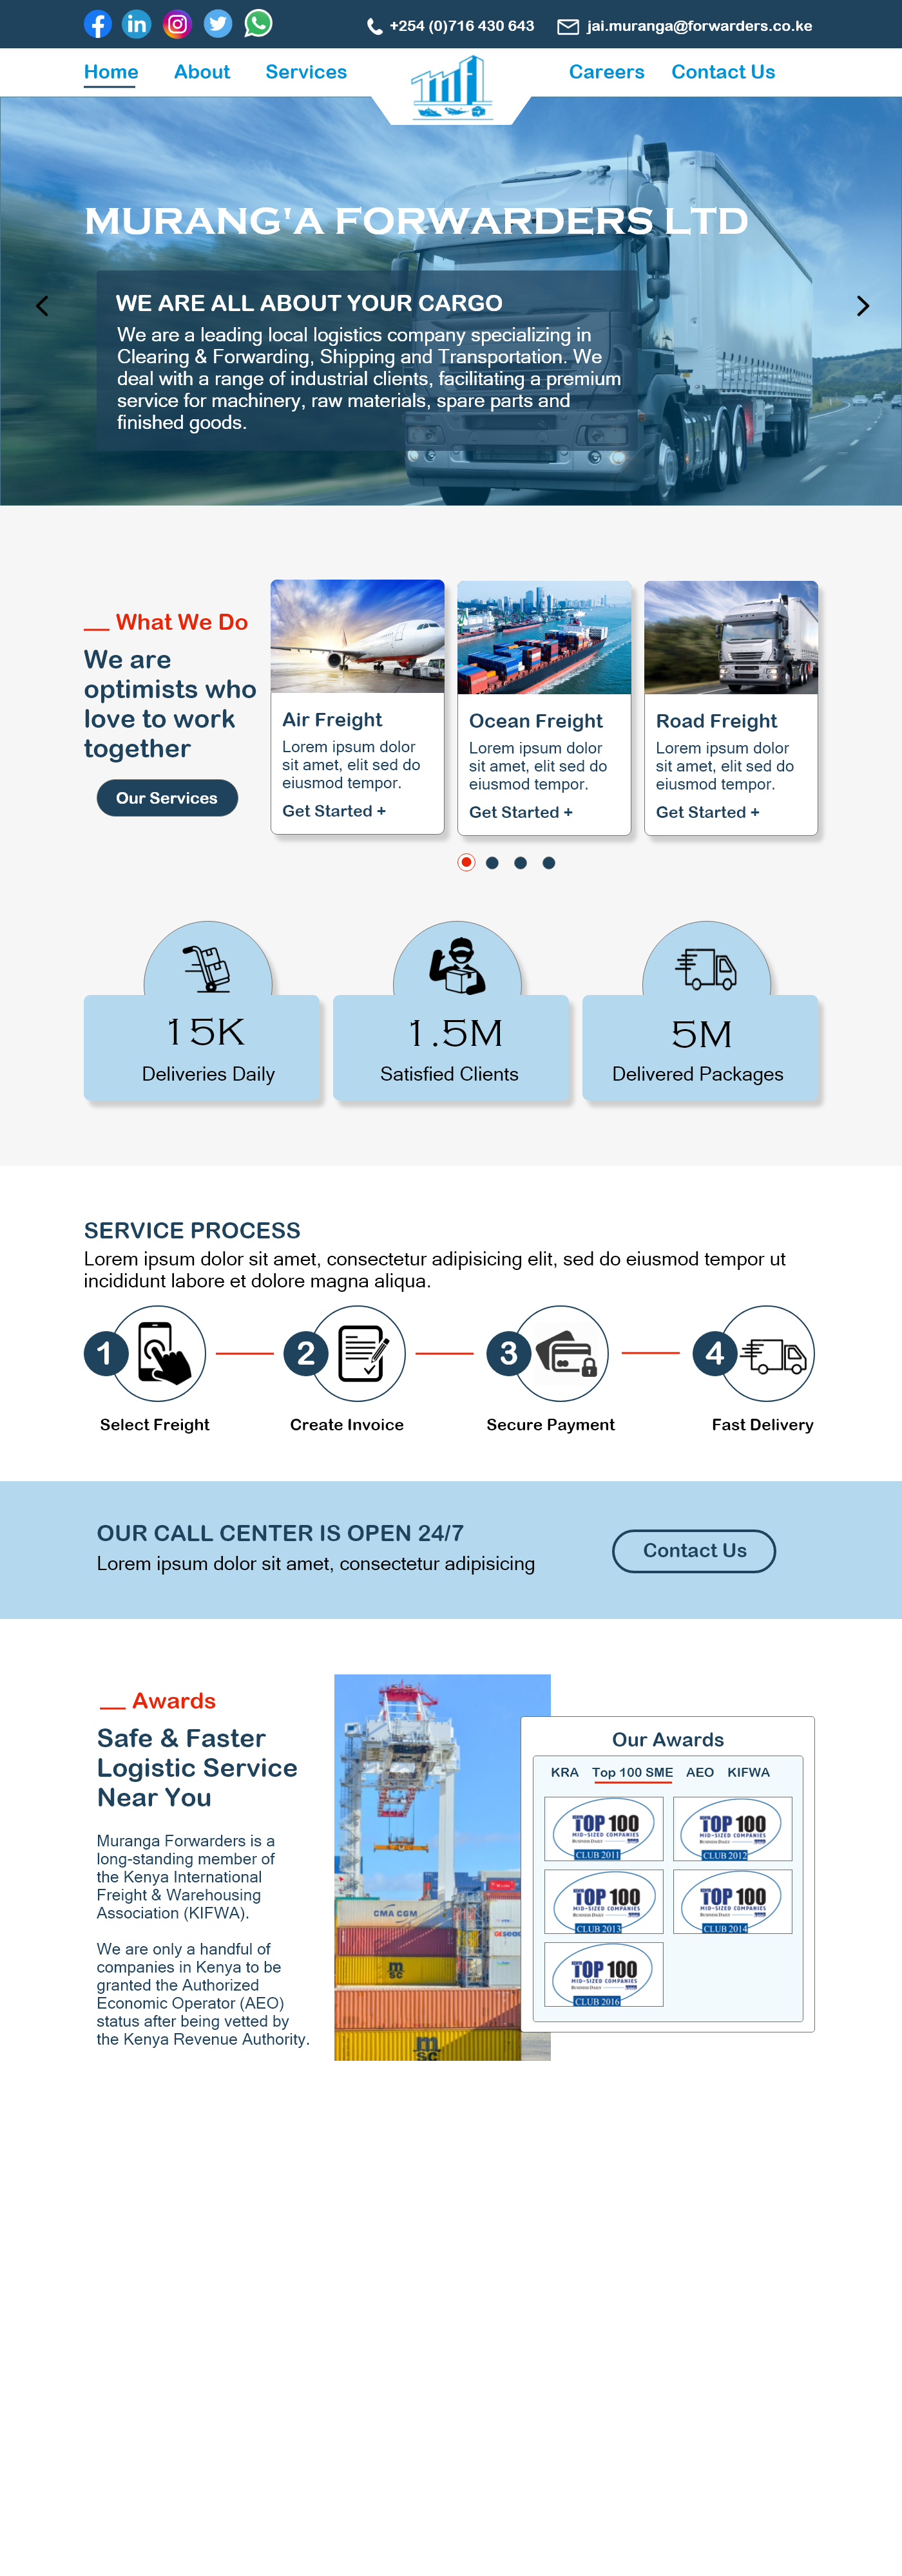 +254 (0)716 430 643 jai.muranga@forwarders.co.ke
Home About Services Careers Contact Us
MURANG'A FORWARDERS LTD
WE ARE ALL ABOUT YOUR CARGO
We are a leading local logistics company specializing in
Clearing & Forwarding, Shipping and Transportation. We
deal with a range of industrial clients, facilitating a premium
service for machinery, raw materials, spare parts and
finished goods.
What We Do
We are
optimists who
love to work
together
Our Services
Air Freight
Lorem ipsum dolor
sit amet, elit sed do
eiusmod tempor.
Get Started +
Ocean Freight
Lorem ipsum dolor
sit amet, elit sed do
eiusmod tempor.
Get Started +
Road Freight
Lorem ipsum dolor
sit amet, elit sed do
eiusmod tempor.
Get Started +
15K
Deliveries Daily
1.5M
Satisfied Clients
5M
Delivered Packages
SERVICE PROCESS
Lorem ipsum dolor sit amet, consectetur adipisicing elit, sed do eiusmod tempor ut
incididunt labore et dolore magna aliqua.
1 2 3 4
Select Freight Create Invoice Secure Payment Fast Delivery
OUR CALL CENTER IS OPEN 24/7
Lorem ipsum dolor sit amet, consectetur adipisicing
Contact Us
Awards
Safe & Faster
Logistic Service
Near You
Muranga Forwarders is a
long-standing member of
the Kenya International
Freight & Warehousing
Association (KIFWA).
We are only a handful of
companies in Kenya to be
granted the Authorized
Economic Operator (AEO)
status after being vetted by
the Kenya Revenue Authority.
CMA CGM
msc
msc
Our Awards
KRA Top 100 SME AEO KIFWA
TOP 100
MID-SIZED COMPANIES
BUSINESS DAILY
CLUB 2011
TOP 100
MID-SIZED COMPANIES
BUSINESS DAILY
CLUB 2012
TOP 100
MID-SIZED COMPANIES
BUSINESS DAILY
CLUB 2013
TOP 100
MID-SIZED COMPANIES
BUSINESS DAILY
CLUB 2014
TOP 100
MID-SIZED COMPANIES
BUSINESS DAILY
CLUB 2016